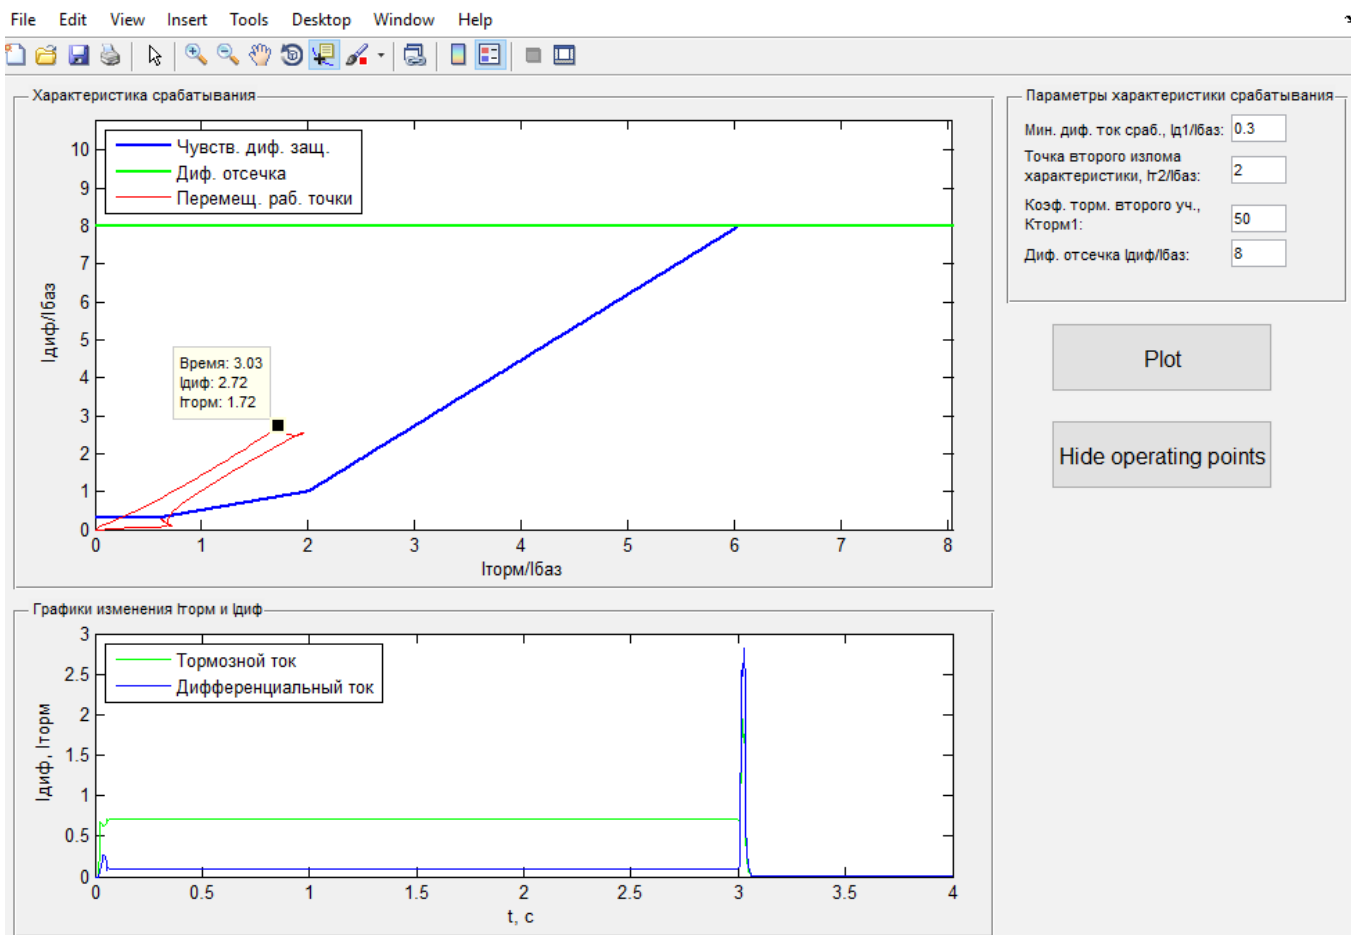 File Edit View Insert Tools Desktop Window Help
Характеристика срабатывания
Чувств. диф. защ.
Диф. отсечка
Перемещ. раб. точки
10
9
8
7
6
5
4
3
2
1
0
Iдиф/Iбаз
Время: 3.03
Iдиф: 2.72
Iторм: 1.72
0 1 2 3 4 5 6 7 8
Iторм/Iбаз
Параметры характеристики срабатывания
Мин. диф. ток сраб., Iд1/Iбаз: 0.3
Точка второго излома
характеристики, Iт2/Iбаз: 2
Коэф. торм. второго уч.,
Кторм1: 50
Диф. отсечка Iдиф/Iбаз: 8
Plot
Hide operating points
Графики изменения Iторм и Iдиф
Тормозной ток
Дифференциальный ток
3
2.5
2
1.5
1
0.5
0
Iдиф, Iторм
0 0.5 1 1.5 2 2.5 3 3.5 4
t, с